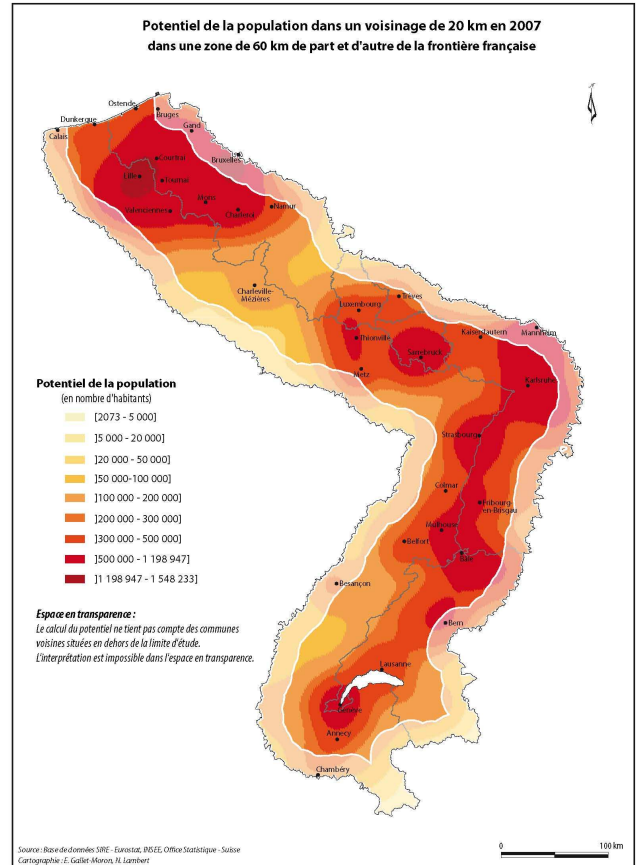 Potentiel de la population dans un voisinage de 20 km en 2007
dans une zone de 60 km de part et d'autre de la frontière française
Ostende
Dunkergue
Bruges
Calais
Gand
Bruxelles
Courtrai
Lille
Tournai
Mons
Valenciennes
Charleroi
Namur
Charleville-
Mézières
Luxembourg
Trèves
Thionville
Sarrebruck
Kaiserslautern
Mannheim
Metz
Karlsruhe
Strasbourg
Colmar
Fribourg-
en-Brisgau
Mulhouse
Belfort
Bale
Besançon
Bern
Lausanne
Genève
Annecy
Chambéry
Potentiel de la population
(en nombre d'habitants)
[2073 - 5 000]
]5 000 - 20 000]
]20 000 - 50 000]
]50 000-100 000]
]100 000 - 200 000]
]200 000 - 300 000]
]300 000 - 500 000]
]500 000 - 1 198 947]
]1 198 947 - 1 548 233]
Espace en transparence :
Le calcul du potentiel ne tient pas compte des communes
voisines situées en dehors de la limite d'étude.
L'interprétation est impossible dans l'espace en transparence.
Source : Base de données SIRE - Eurostat, INSEE, Office Statistique - Suisse
Cartographie : E. Gallet-Moron, N. Lambert
0 100 km